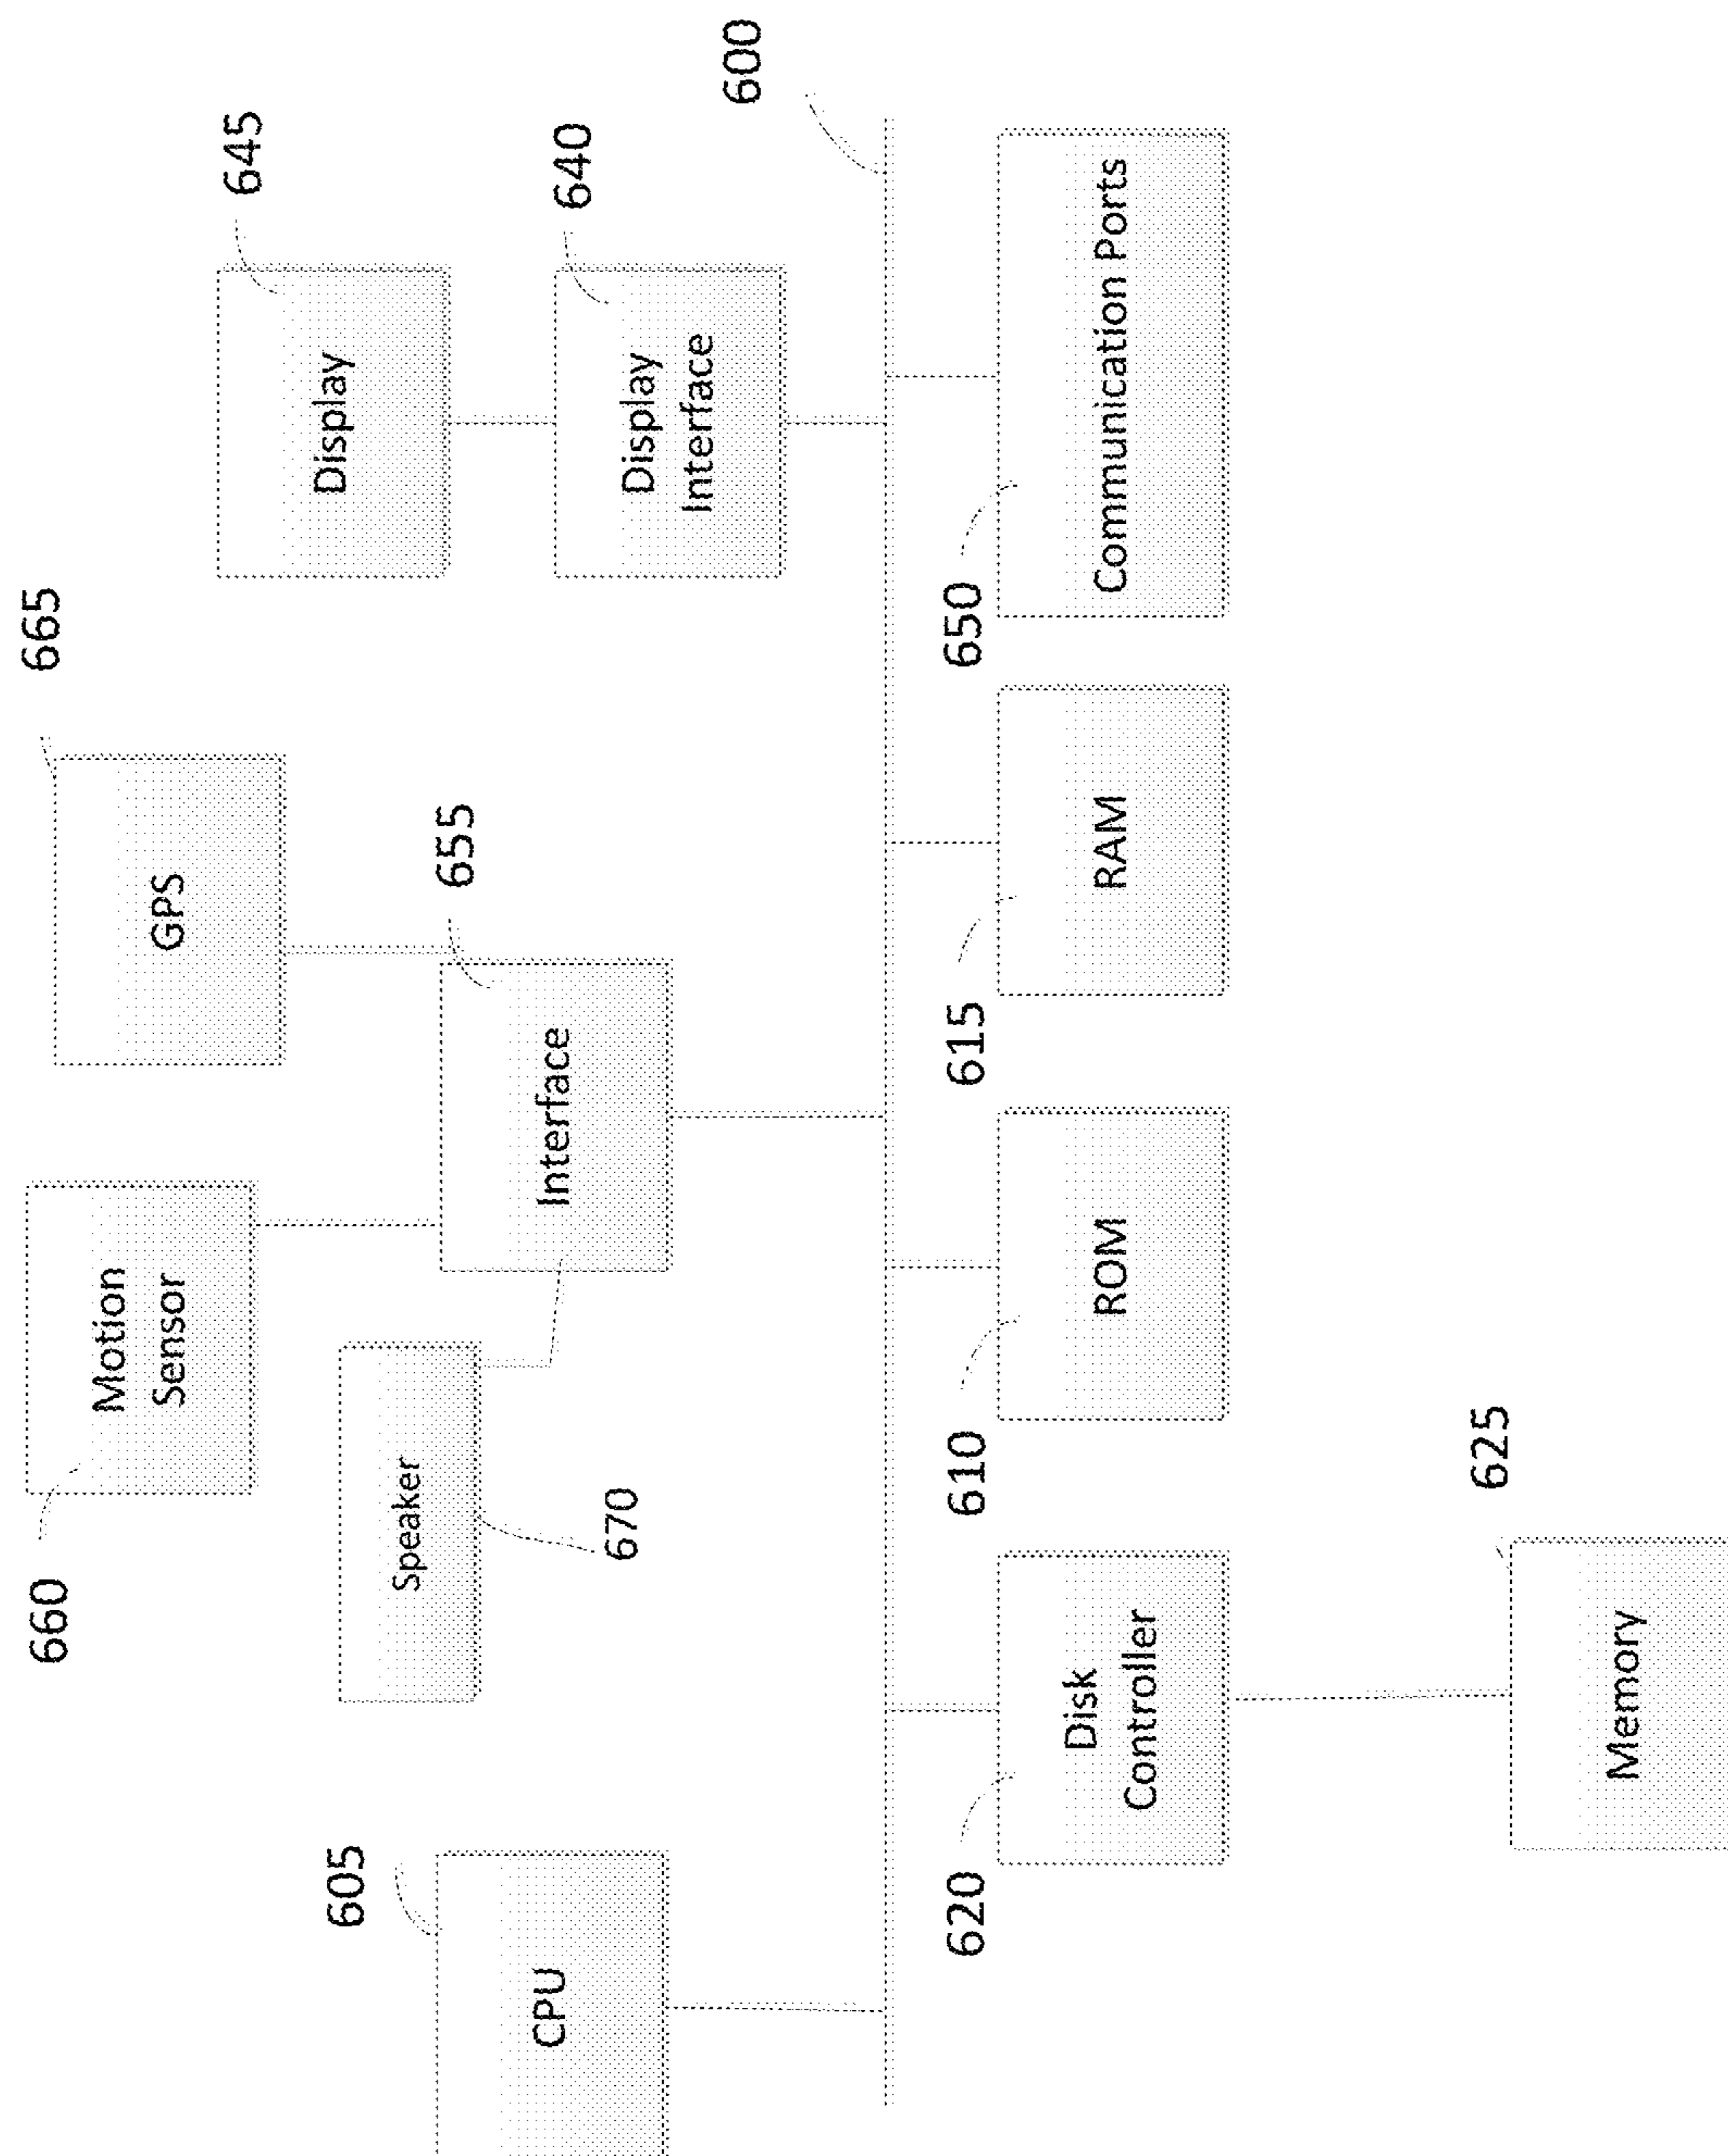 660
665
Motion
Sensor
GPS
645
Display
605
Speaker
655
640
CPU
Interface
670
Display
Interface
600
620
610
615
650
Disk
Controller
ROM
RAM
Communication Ports
625
Memory